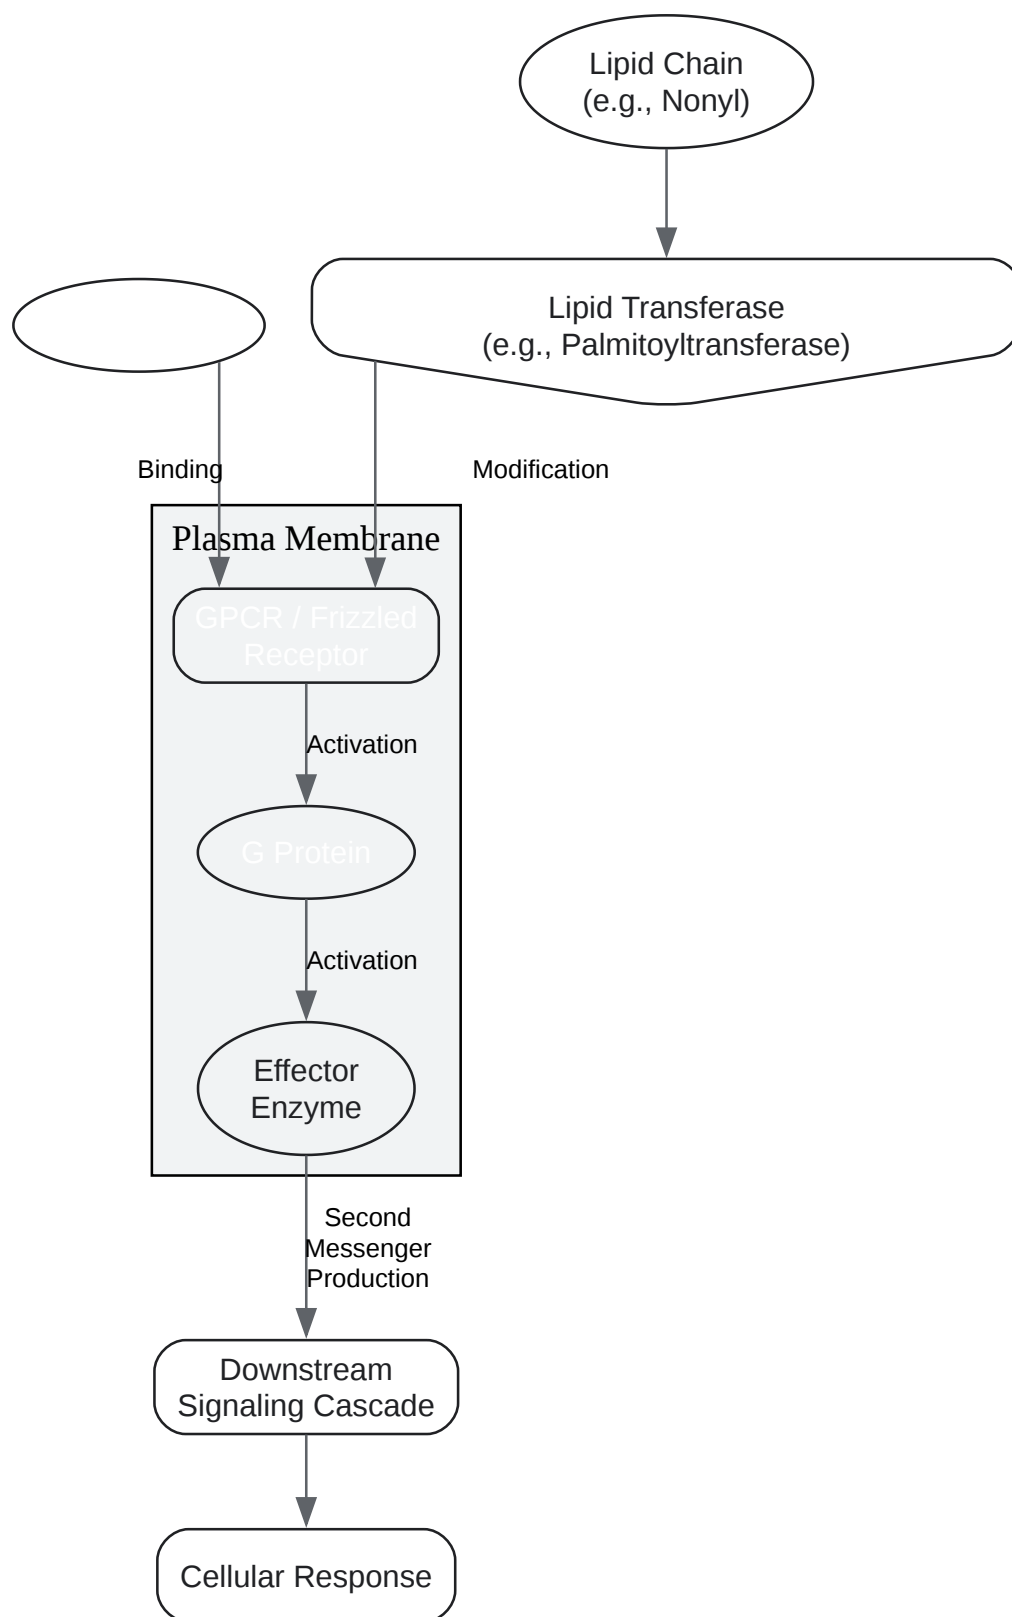 Lipid Chain
(e.g., Nonyl)
Lipid Transferase
(e.g., Palmitoyltransferase)
Binding
Modification
Plasma Membrane
GPCR / Frizzled
Receptor
Activation
G Protein
Activation
Effector
Enzyme
Second
Messenger
Production
Downstream
Signaling Cascade
Cellular Response